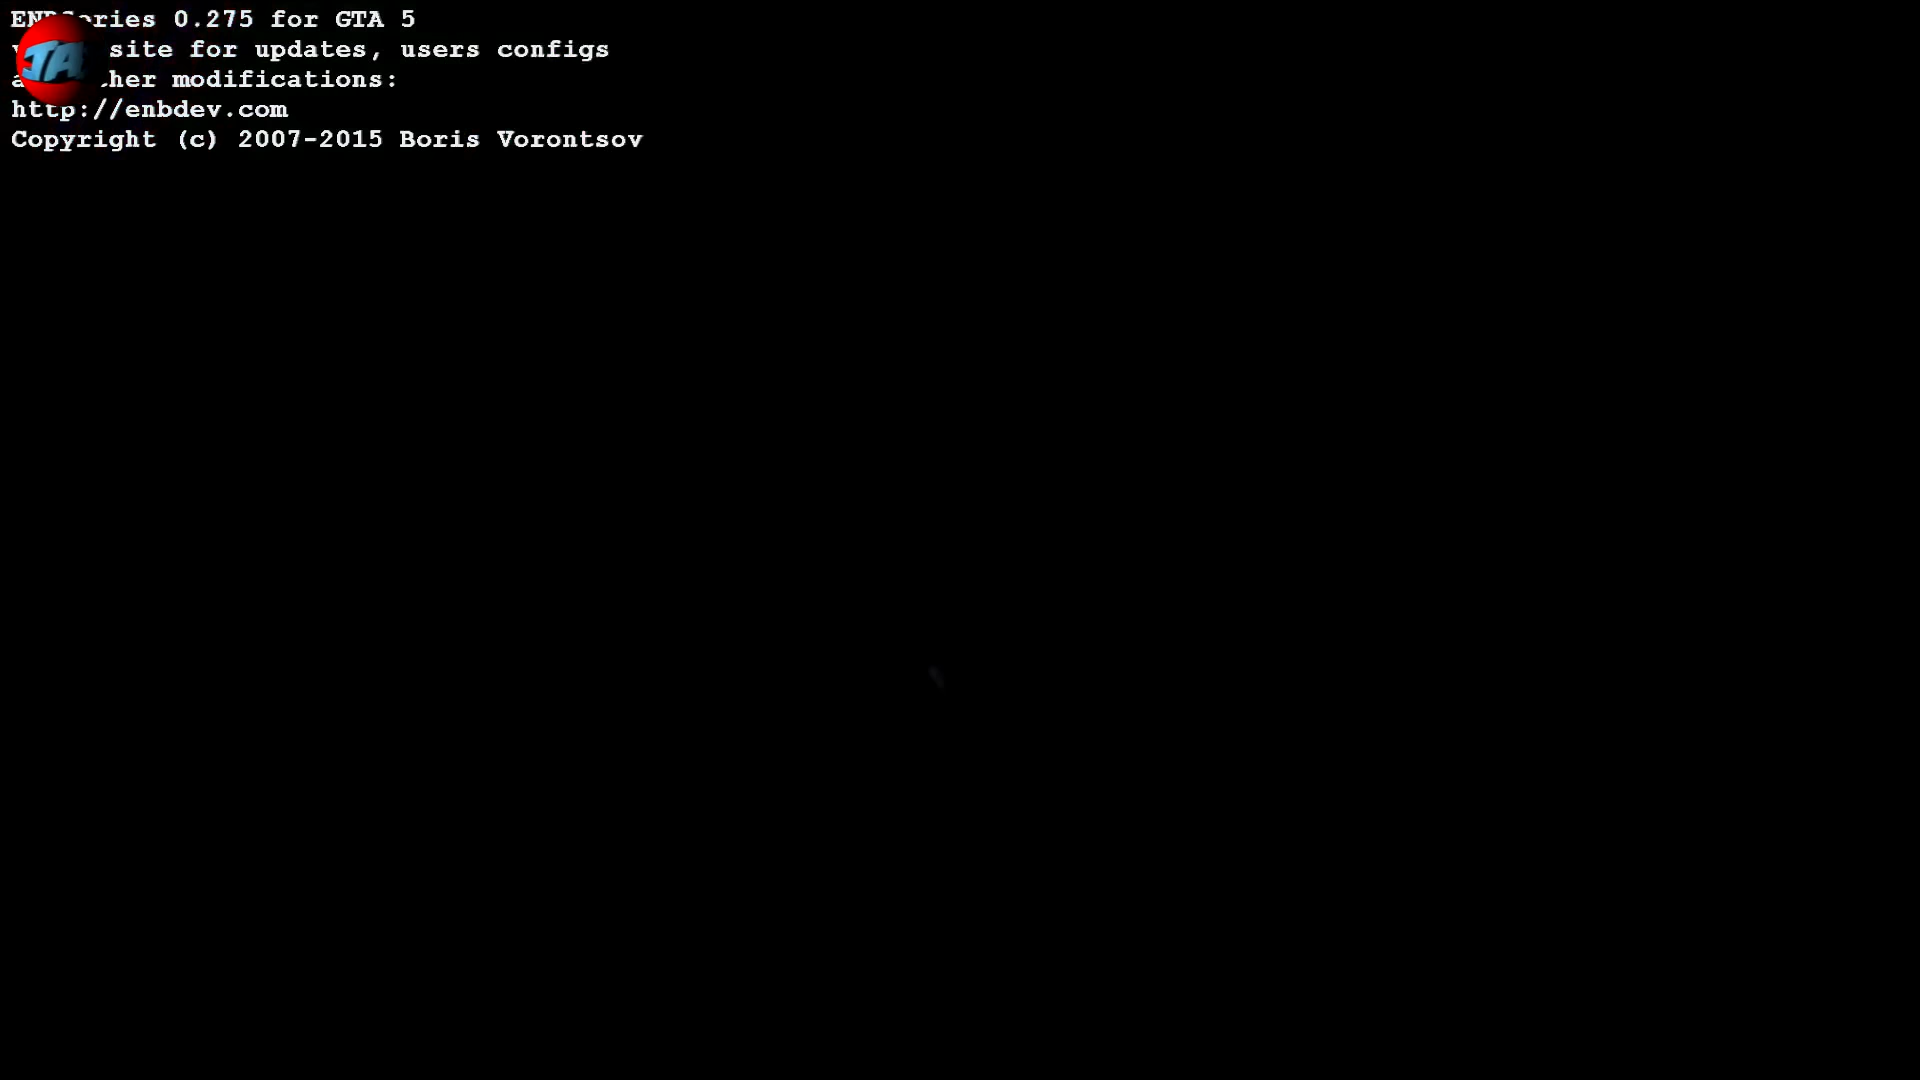 ENBSeries 0.275 for GTA 5
site for updates, users configs
modifications:
http://enbdev.com
Copyright (c) 2007-2015 Boris Vorontsov